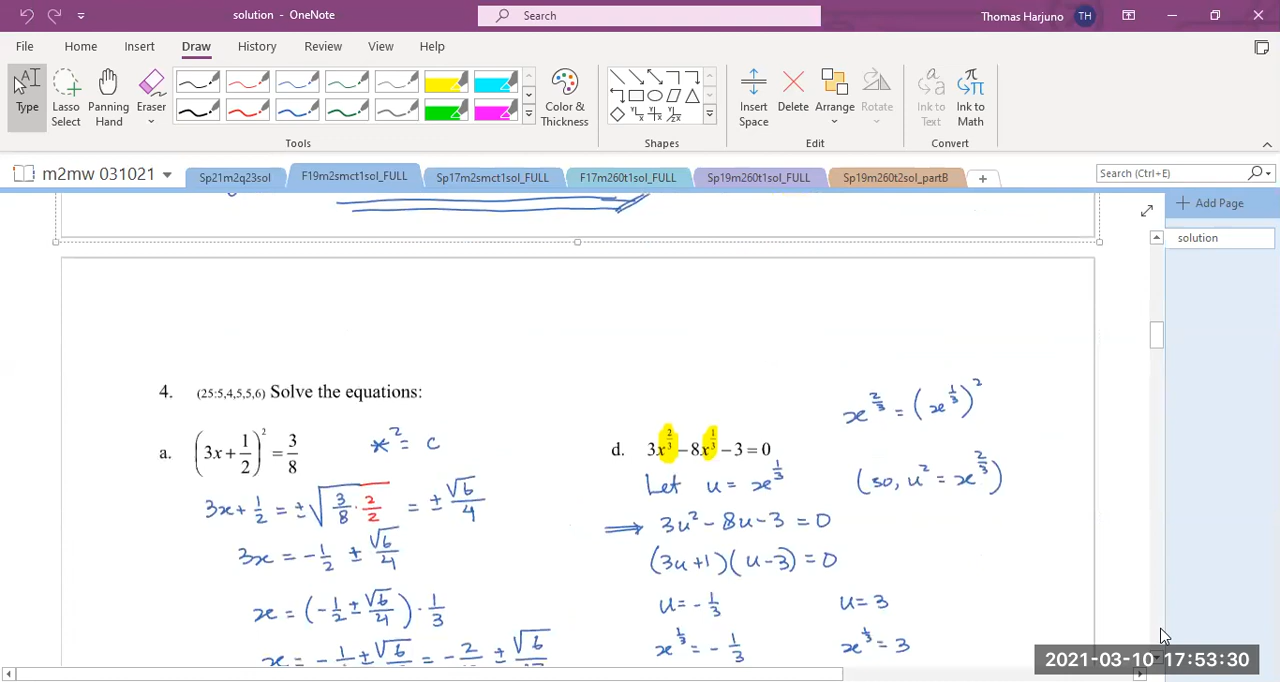 solution - OneNote
Search
Thomas Harjuno TH
File Home Insert Draw History Review View Help
Type
Lasso Select
Panning Hand
Eraser
Color & Thickness
Insert Space
Delete
Arrange
Rotate
Ink to Text
Ink to Math
Tools
Shapes
Edit
Convert
m2mw 031021
Sp21m2q23sol
F19m2smct1sol_FULL
Sp17m2smct1sol_FULL
F17m260t1sol_FULL
Sp19m260t1sol_FULL
Sp19m260t2sol_partB
Search (Ctrl+E)
Add Page
solution
4. (25:5,4,5,5,6) Solve the equations:
a. (3x + 1/2)^2 = 3/8
*^2 = c
3x + 1/2 = ± √(3/8 · 2/2) = ± √6/4
3x = -1/2 ± √6/4
x = (-1/2 ± √6/4) · 1/3
d. 3x^(2/3) − 8x^(1/3) − 3 = 0
x^(2/3) = (x^(1/3))^2
Let u = x^(1/3)
(so, u^2 = x^(2/3))
⟹ 3u^2 - 8u - 3 = 0
(3u+1)(u-3) = 0
u = -1/3
u = 3
x^(1/3) = -1/3
x^(1/3) = 3
2021-03-10 17:53:30